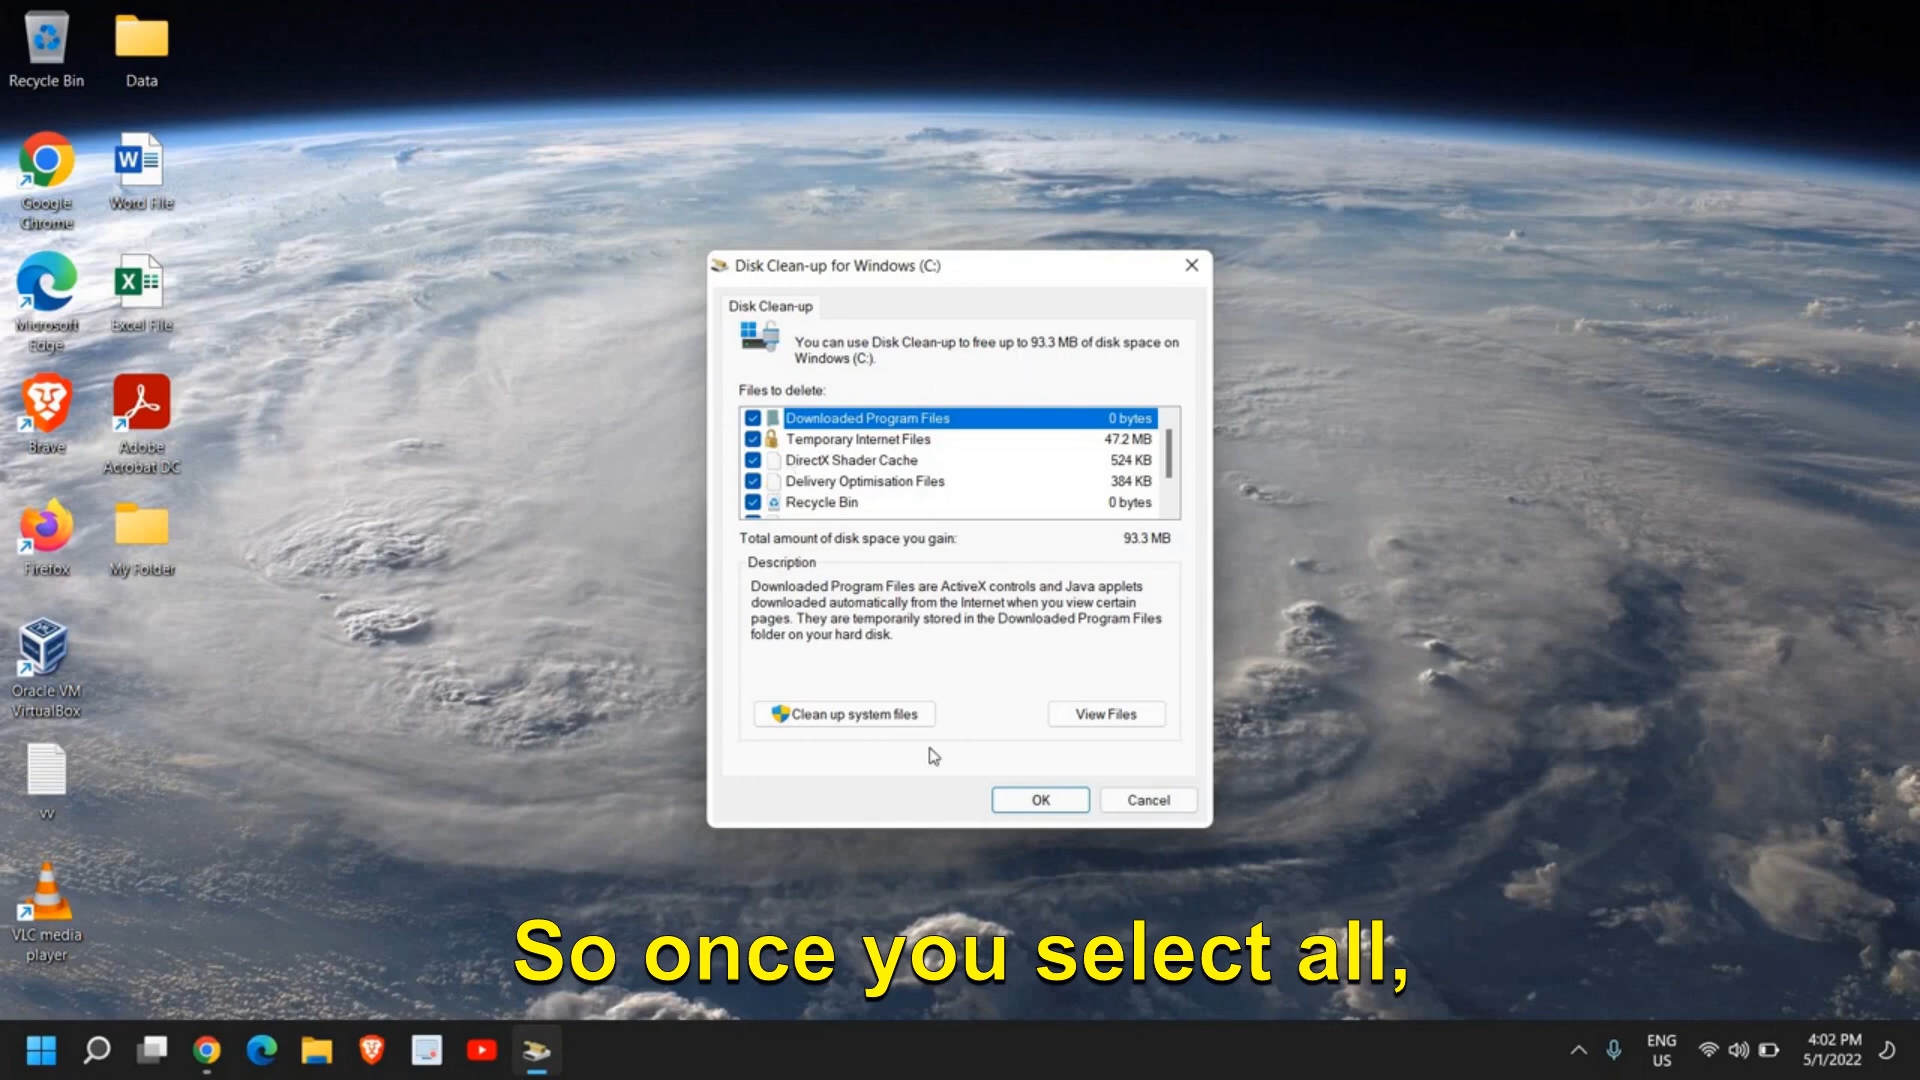 Recycle Bin
Data
Google
Chrome
Word File
Microsoft
Edge
Excel File
Brave
Adobe
Acrobat DC
Firefox
My Folder
Oracle VM
VirtualBox
vv
VLC media
player
Disk Clean-up for Windows (C:)
Disk Clean-up
You can use Disk Clean-up to free up to 93.3 MB of disk space on
Windows (C:).
Files to delete:
Downloaded Program Files 0 bytes
Temporary Internet Files 47.2 MB
DirectX Shader Cache 524 KB
Delivery Optimisation Files 384 KB
Recycle Bin 0 bytes
Total amount of disk space you gain: 93.3 MB
Description
Downloaded Program Files are ActiveX controls and Java applets
downloaded automatically from the Internet when you view certain
pages. They are temporarily stored in the Downloaded Program Files
folder on your hard disk.
Clean up system files
View Files
OK
Cancel
So once you select all,
ENG
US
4:02 PM
5/1/2022